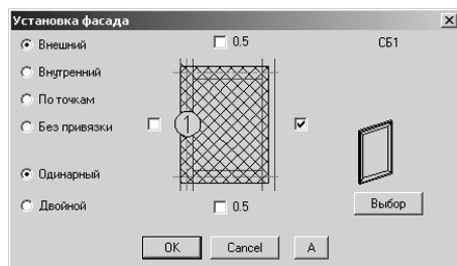 Установка фасада
Внешний
0.5
СБ1
Внутренний
По точкам
Без привязки
1
Одинарный
Двойной
0.5
Выбор
OK
Cancel
A